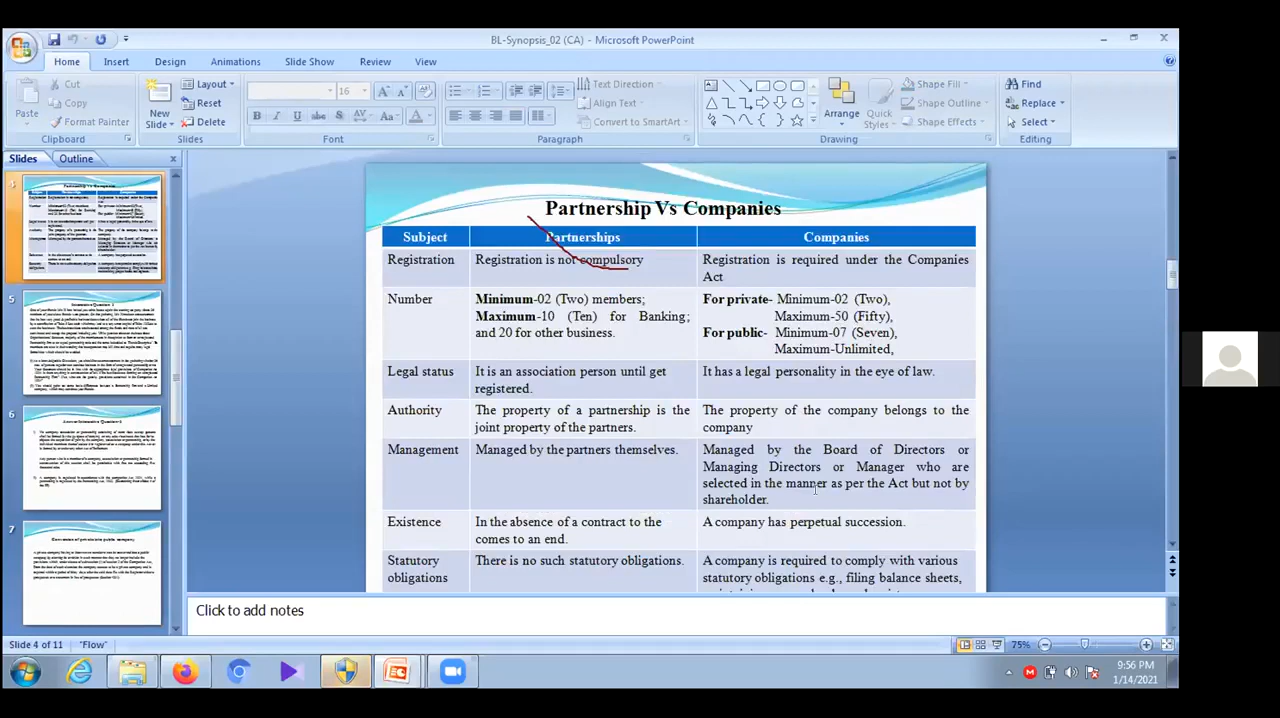 BL-Synopsis_02 (CA) - Microsoft PowerPoint
Home Insert Design Animations Slide Show Review View
Paste
Cut
Copy
Format Painter
Clipboard
New Slide
Layout
Reset
Delete
Slides
16
B I U abc S AV Aa A
Font
Text Direction
Align Text
Convert to SmartArt
Paragraph
Arrange
Quick Styles
Shape Fill
Shape Outline
Shape Effects
Drawing
Find
Replace
Select
Editing
Slides Outline
4
5
6
7
Partnership Vs Companies
Subject Partnerships Companies
Registration Registration is not compulsory Registration is required under the Companies
Act
Number Minimum-02 (Two) members; For private- Minimum-02 (Two),
Maximum-10 (Ten) for Banking; Maximum-50 (Fifty),
and 20 for other business. For public- Minimum-07 (Seven),
Maximum-Unlimited,
Legal status It is an association person until get It has a legal personality in the eye of law.
registered.
Authority The property of a partnership is the The property of the company belongs to the
joint property of the partners. company
Management Managed by the partners themselves. Managed by the Board of Directors or
Managing Directors or Manager who are
selected in the manner as per the Act but not by
shareholder.
Existence In the absence of a contract to the A company has perpetual succession.
comes to an end.
Statutory There is no such statutory obligations. A company is required to comply with various
obligations statutory obligations e.g., filing balance sheets,
Click to add notes
Slide 4 of 11 "Flow" 75%
9:56 PM
1/14/2021